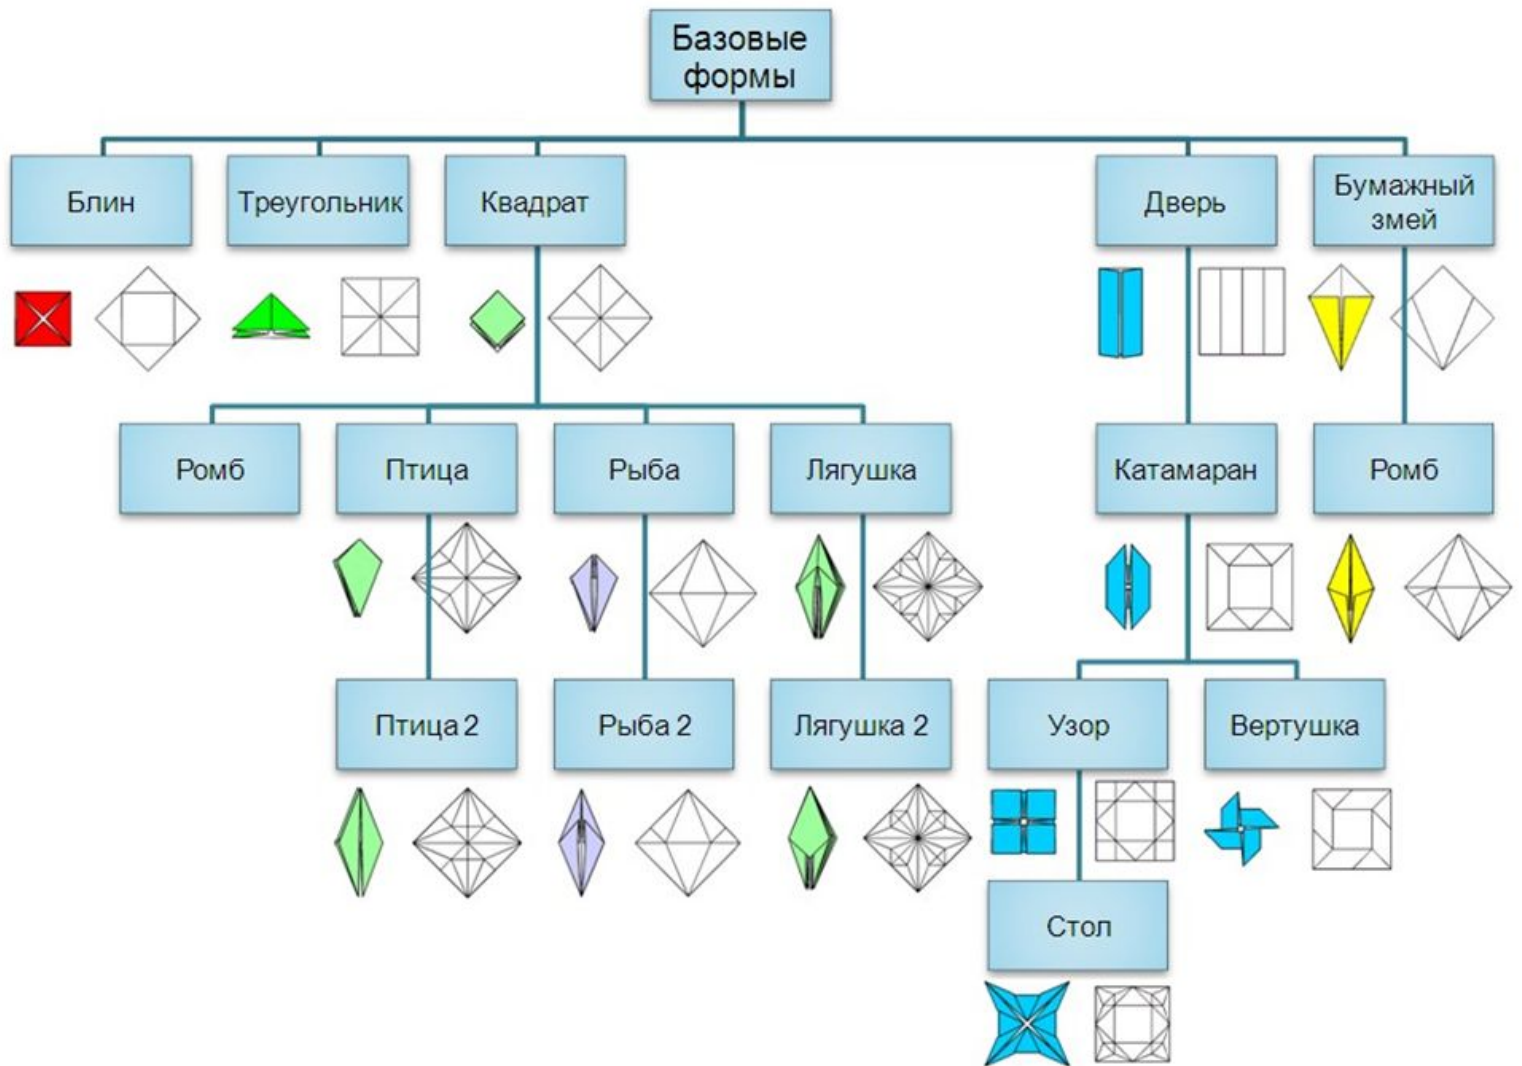 Базовые
формы
Блин
Треугольник
Квадрат
Дверь
Бумажный
змей
Ромб
Птица
Рыба
Лягушка
Катамаран
Ромб
Птица 2
Рыба 2
Лягушка 2
Узор
Вертушка
Стол